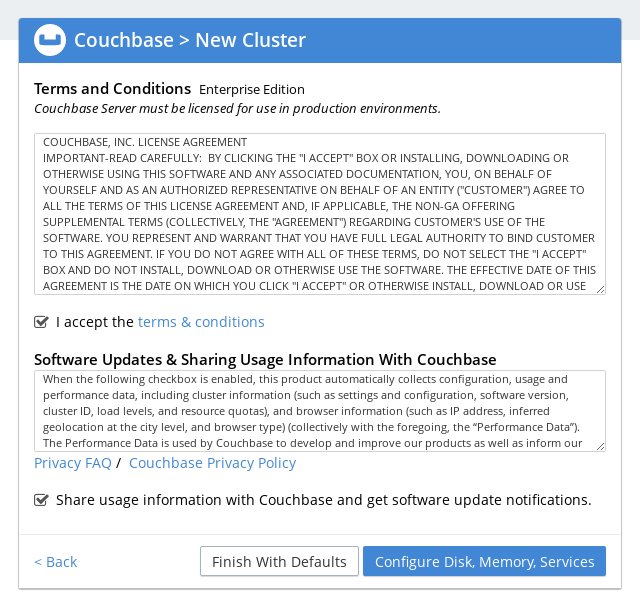 Couchbase > New Cluster
Terms and Conditions Enterprise Edition
Couchbase Server must be licensed for use in production environments.
COUCHBASE, INC. LICENSE AGREEMENT
IMPORTANT-READ CAREFULLY:  BY CLICKING THE "I ACCEPT" BOX OR INSTALLING, DOWNLOADING OR
OTHERWISE USING THIS SOFTWARE AND ANY ASSOCIATED DOCUMENTATION, YOU, ON BEHALF OF
YOURSELF AND AS AN AUTHORIZED REPRESENTATIVE ON BEHALF OF AN ENTITY ("CUSTOMER") AGREE TO
ALL THE TERMS OF THIS LICENSE AGREEMENT AND, IF APPLICABLE, THE NON-GA OFFERING
SUPPLEMENTAL TERMS (COLLECTIVELY, THE "AGREEMENT") REGARDING CUSTOMER'S USE OF THE
SOFTWARE. YOU REPRESENT AND WARRANT THAT YOU HAVE FULL LEGAL AUTHORITY TO BIND CUSTOMER
TO THIS AGREEMENT. IF YOU DO NOT AGREE WITH ALL OF THESE TERMS, DO NOT SELECT THE "I ACCEPT"
BOX AND DO NOT INSTALL, DOWNLOAD OR OTHERWISE USE THE SOFTWARE. THE EFFECTIVE DATE OF THIS
AGREEMENT IS THE DATE ON WHICH YOU CLICK "I ACCEPT" OR OTHERWISE INSTALL, DOWNLOAD OR USE
I accept the terms & conditions
Software Updates & Sharing Usage Information With Couchbase
When the following checkbox is enabled, this product automatically collects configuration, usage and
performance data, including cluster information (such as settings and configuration, software version,
cluster ID, load levels, and resource quotas), and browser information (such as IP address, inferred
geolocation at the city level, and browser type) (collectively with the foregoing, the “Performance Data”).
The Performance Data is used by Couchbase to develop and improve our products as well as inform our
Privacy FAQ / Couchbase Privacy Policy
Share usage information with Couchbase and get software update notifications.
< Back
Finish With Defaults
Configure Disk, Memory, Services